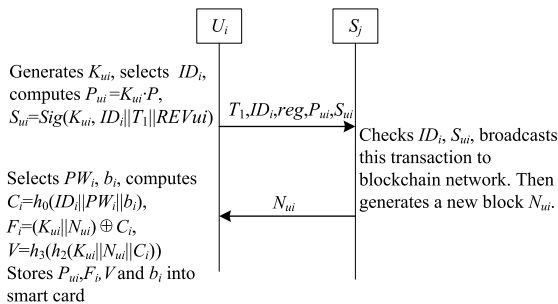 U_i
S_j
Generates K_ui, selects ID_i,
computes P_ui=K_ui·P,
S_ui=Sig(K_ui, ID_i||T_1||REVui)
T_1,ID_i,reg,P_ui,S_ui
Checks ID_i, S_ui, broadcasts
this transaction to
blockchain network. Then
generates a new block N_ui.
Selects PW_i, b_i, computes
C_i=h_0(ID_i||PW_i||b_i),
F_i=(K_ui||N_ui)⊕C_i,
V=h_3(h_2(K_ui||N_ui||C_i))
Stores P_ui,F_i,V and b_i into
smart card
N_ui